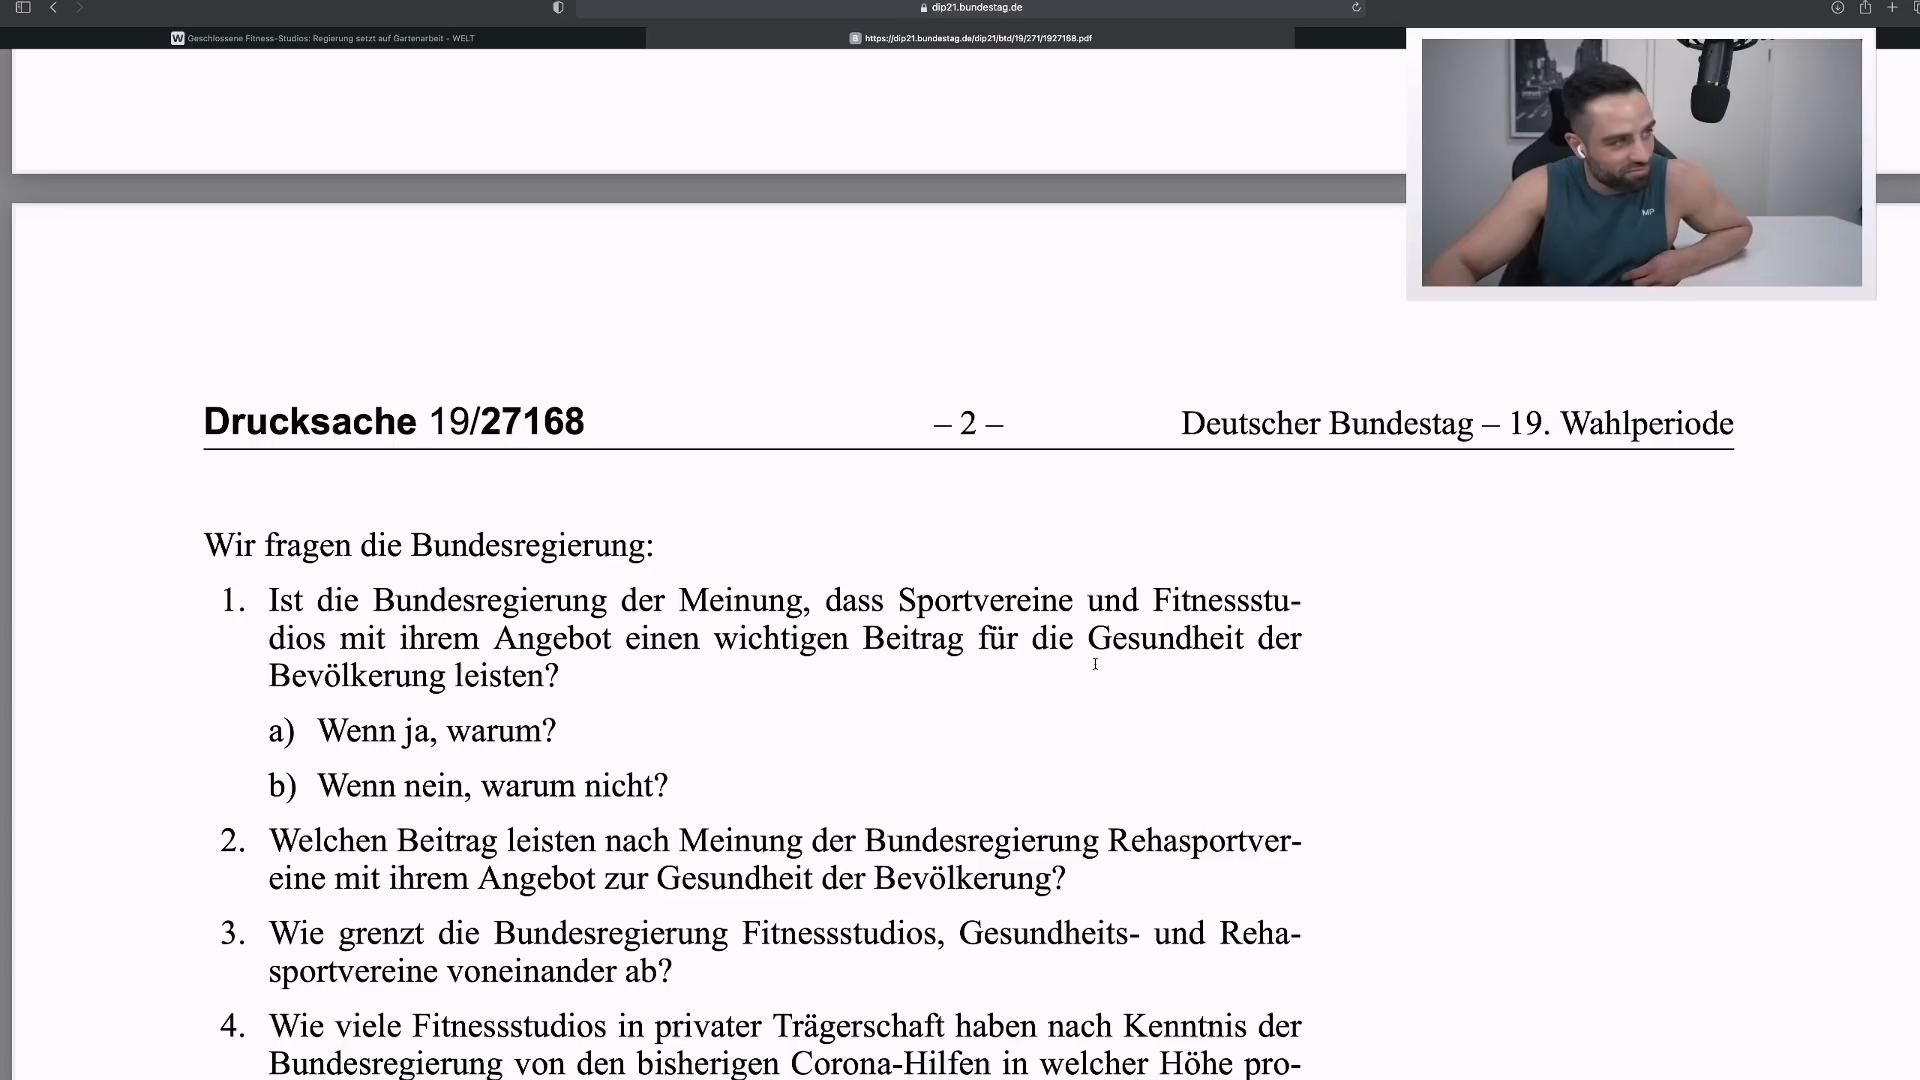 dip21.bundestag.de
W Geschlossene Fitness-Studios: Regierung setzt auf Gartenarbeit - WELT
B https://dip21.bundestag.de/dip21/btd/19/271/1927168.pdf
MP
Drucksache 19/27168 – 2 – Deutscher Bundestag – 19. Wahlperiode
Wir fragen die Bundesregierung:
1. Ist die Bundesregierung der Meinung, dass Sportvereine und Fitnessstu-
dios mit ihrem Angebot einen wichtigen Beitrag für die Gesundheit der
Bevölkerung leisten?
a) Wenn ja, warum?
b) Wenn nein, warum nicht?
2. Welchen Beitrag leisten nach Meinung der Bundesregierung Rehasportver-
eine mit ihrem Angebot zur Gesundheit der Bevölkerung?
3. Wie grenzt die Bundesregierung Fitnessstudios, Gesundheits- und Reha-
sportvereine voneinander ab?
4. Wie viele Fitnessstudios in privater Trägerschaft haben nach Kenntnis der
Bundesregierung von den bisherigen Corona-Hilfen in welcher Höhe pro-